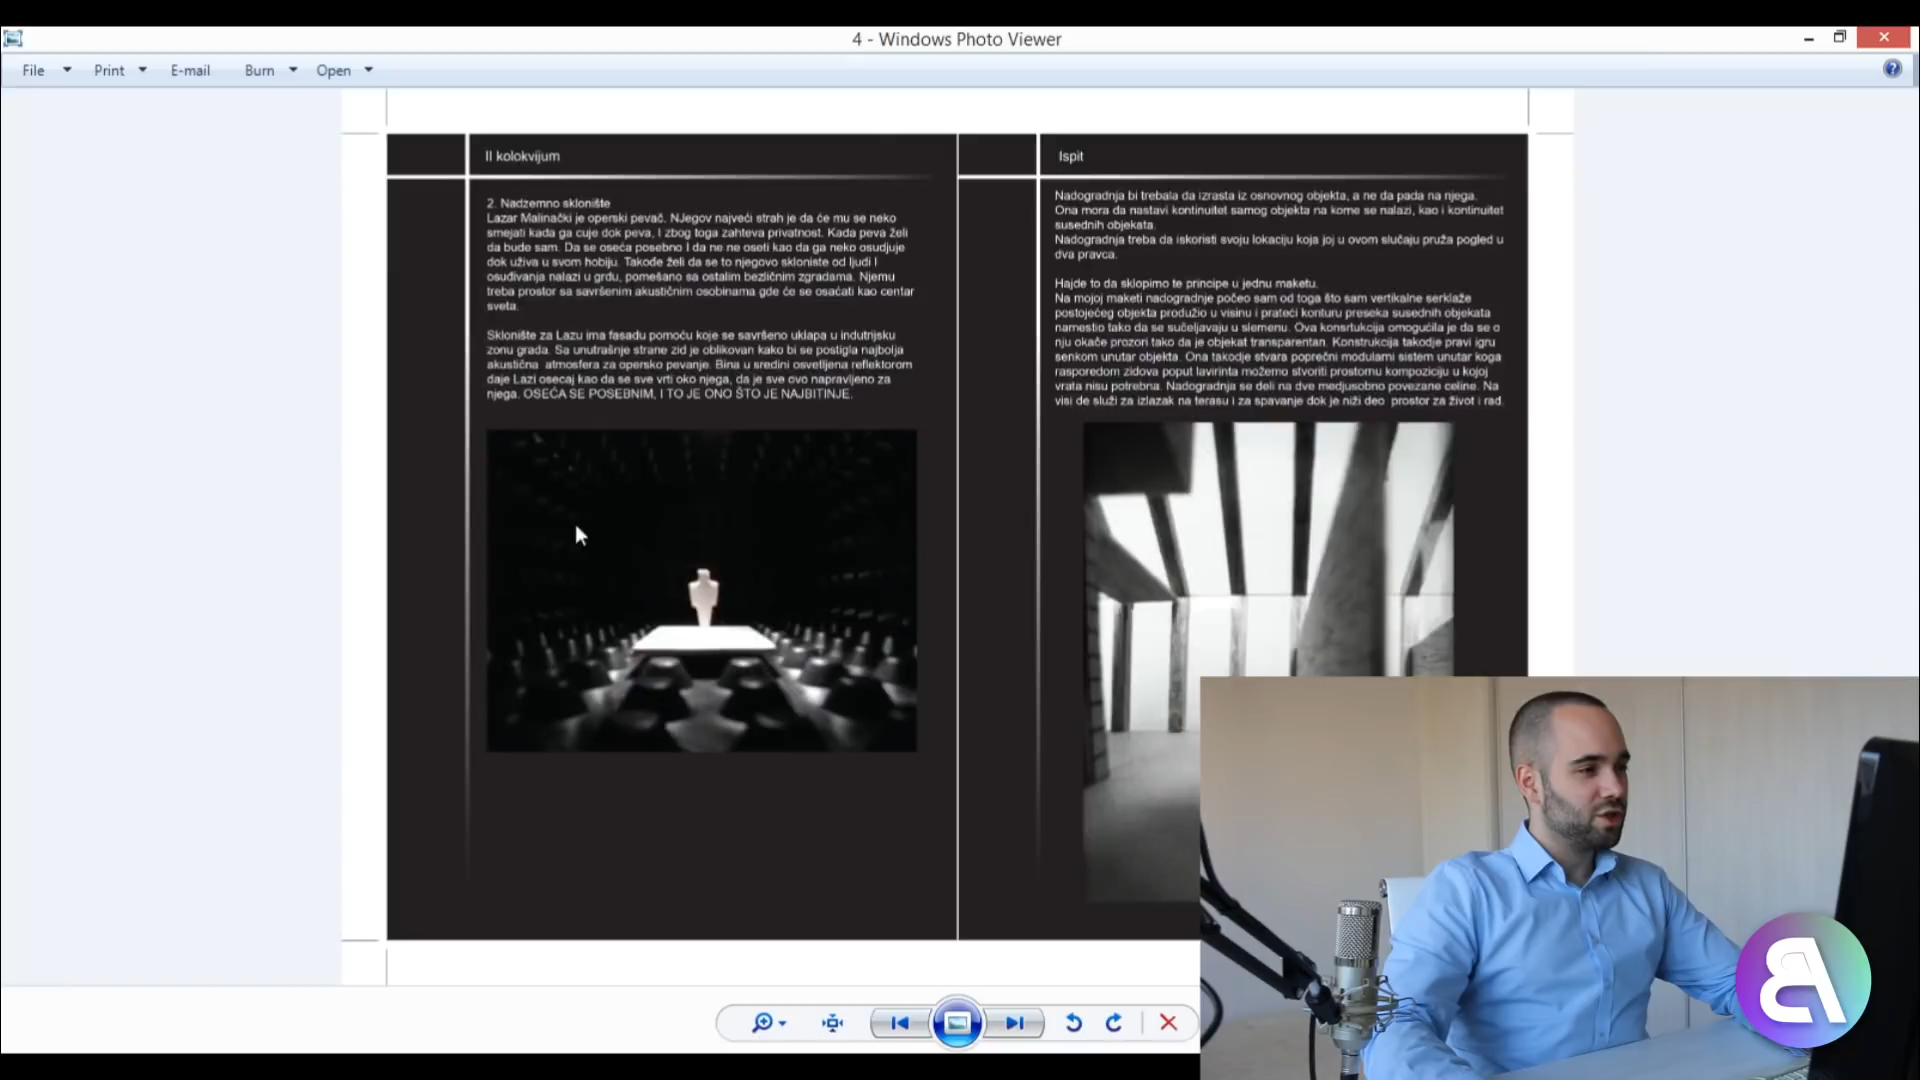 4 - Windows Photo Viewer
File
Print
E-mail
Burn
Open
II kolokvijum
2. Nadzemno sklonište
Lazar Malinački je operski pevač. NJegov najveći strah je da će mu se neko
smejati kada ga cuje dok peva, I zbog toga zahteva privatnost. Kada peva želi
da bude sam. Da se oseća posebno I da ne ne oseti kao da ga neko osudjuje
dok uživa u svom hobiju. Takođe želi da se to njegovo skloniste od ljudi I
osuđivanja nalazi u grdu, pomešano sa ostalim bezličnim zgradama. Njemu
treba prostor sa savršenim akustičnim osobinama gde će se osaćati kao centar
sveta.
Sklonište za Lazu ima fasadu pomoću koje se savršeno uklapa u indutrijsku
zonu grada. Sa unutrašnje strane zid je oblikovan kako bi se postigla najbolja
akustična atmosfera za opersko pevanje. Bina u sredini osvetljena reflektorom
daje Lazi osecaj kao da se sve vrti oko njega, da je sve ovo napravljeno za
njega. OSEĆA SE POSEBNIM, I TO JE ONO ŠTO JE NAJBITINJE.
Ispit
Nadogradnja bi trebala da izrasta iz osnovnog objekta, a ne da pada na njega.
Ona mora da nastavi kontinuitet samog objekta na kome se nalazi, kao i kontinuitet
susednih objekata.
Nadogradnja treba da iskoristi svoju lokaciju koja joj u ovom slučaju pruža pogled u
dva pravca.
Hajde to da sklopimo te principe u jednu maketu.
Na mojoj maketi nadogradnje počeo sam od toga što sam vertikalne serklaže
postojećeg objekta produžio u visinu i prateći konturu preseka susednih objekata
namestio tako da se sučeljavaju u slemenu. Ova konsrtukcija omogućila je da se o
nju okače prozori tako da je objekat transparentan. Konstrukcija takodje pravi igru
senkom unutar objekta. Ona takodje stvara poprečni modularni sistem unutar koga
rasporedom zidova poput lavirinta možemo stvoriti prostornu kompoziciju u kojoj
vrata nisu potrebna. Nadogradnja se deli na dve medjusobno povezane celine. Na
visi de služi za izlazak na terasu i za spavanje dok je niži deo prostor za život i rad.